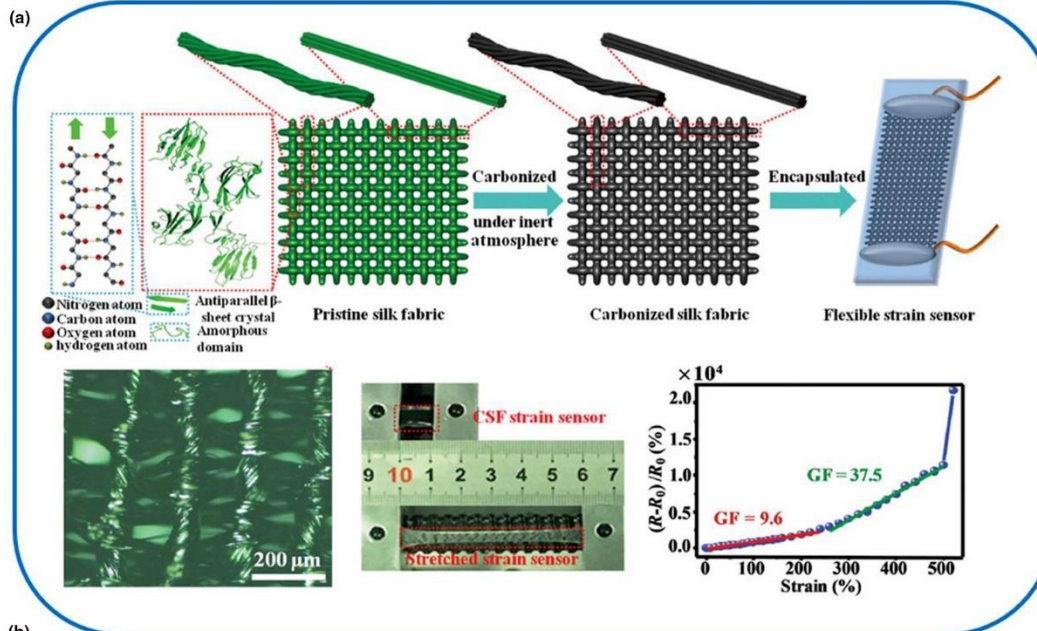 (a)
Carbonized
under inert
atmosphere
Encapsulated
Nitrogen atom
Carbon atom
Oxygen atom
hydrogen atom
Antiparallel β-
sheet crystal
Amorphous
domain
Pristine silk fabric
Carbonized silk fabric
Flexible strain sensor
200 μm
CSF strain sensor
9 10 1 2 3 4 5 6 7
Stretched strain sensor
×10⁴
2.0
1.5
1.0
0.5
0.0
(R-R₀)/R₀ (%)
GF = 37.5
GF = 9.6
0 100 200 300 400 500
Strain (%)
(b)